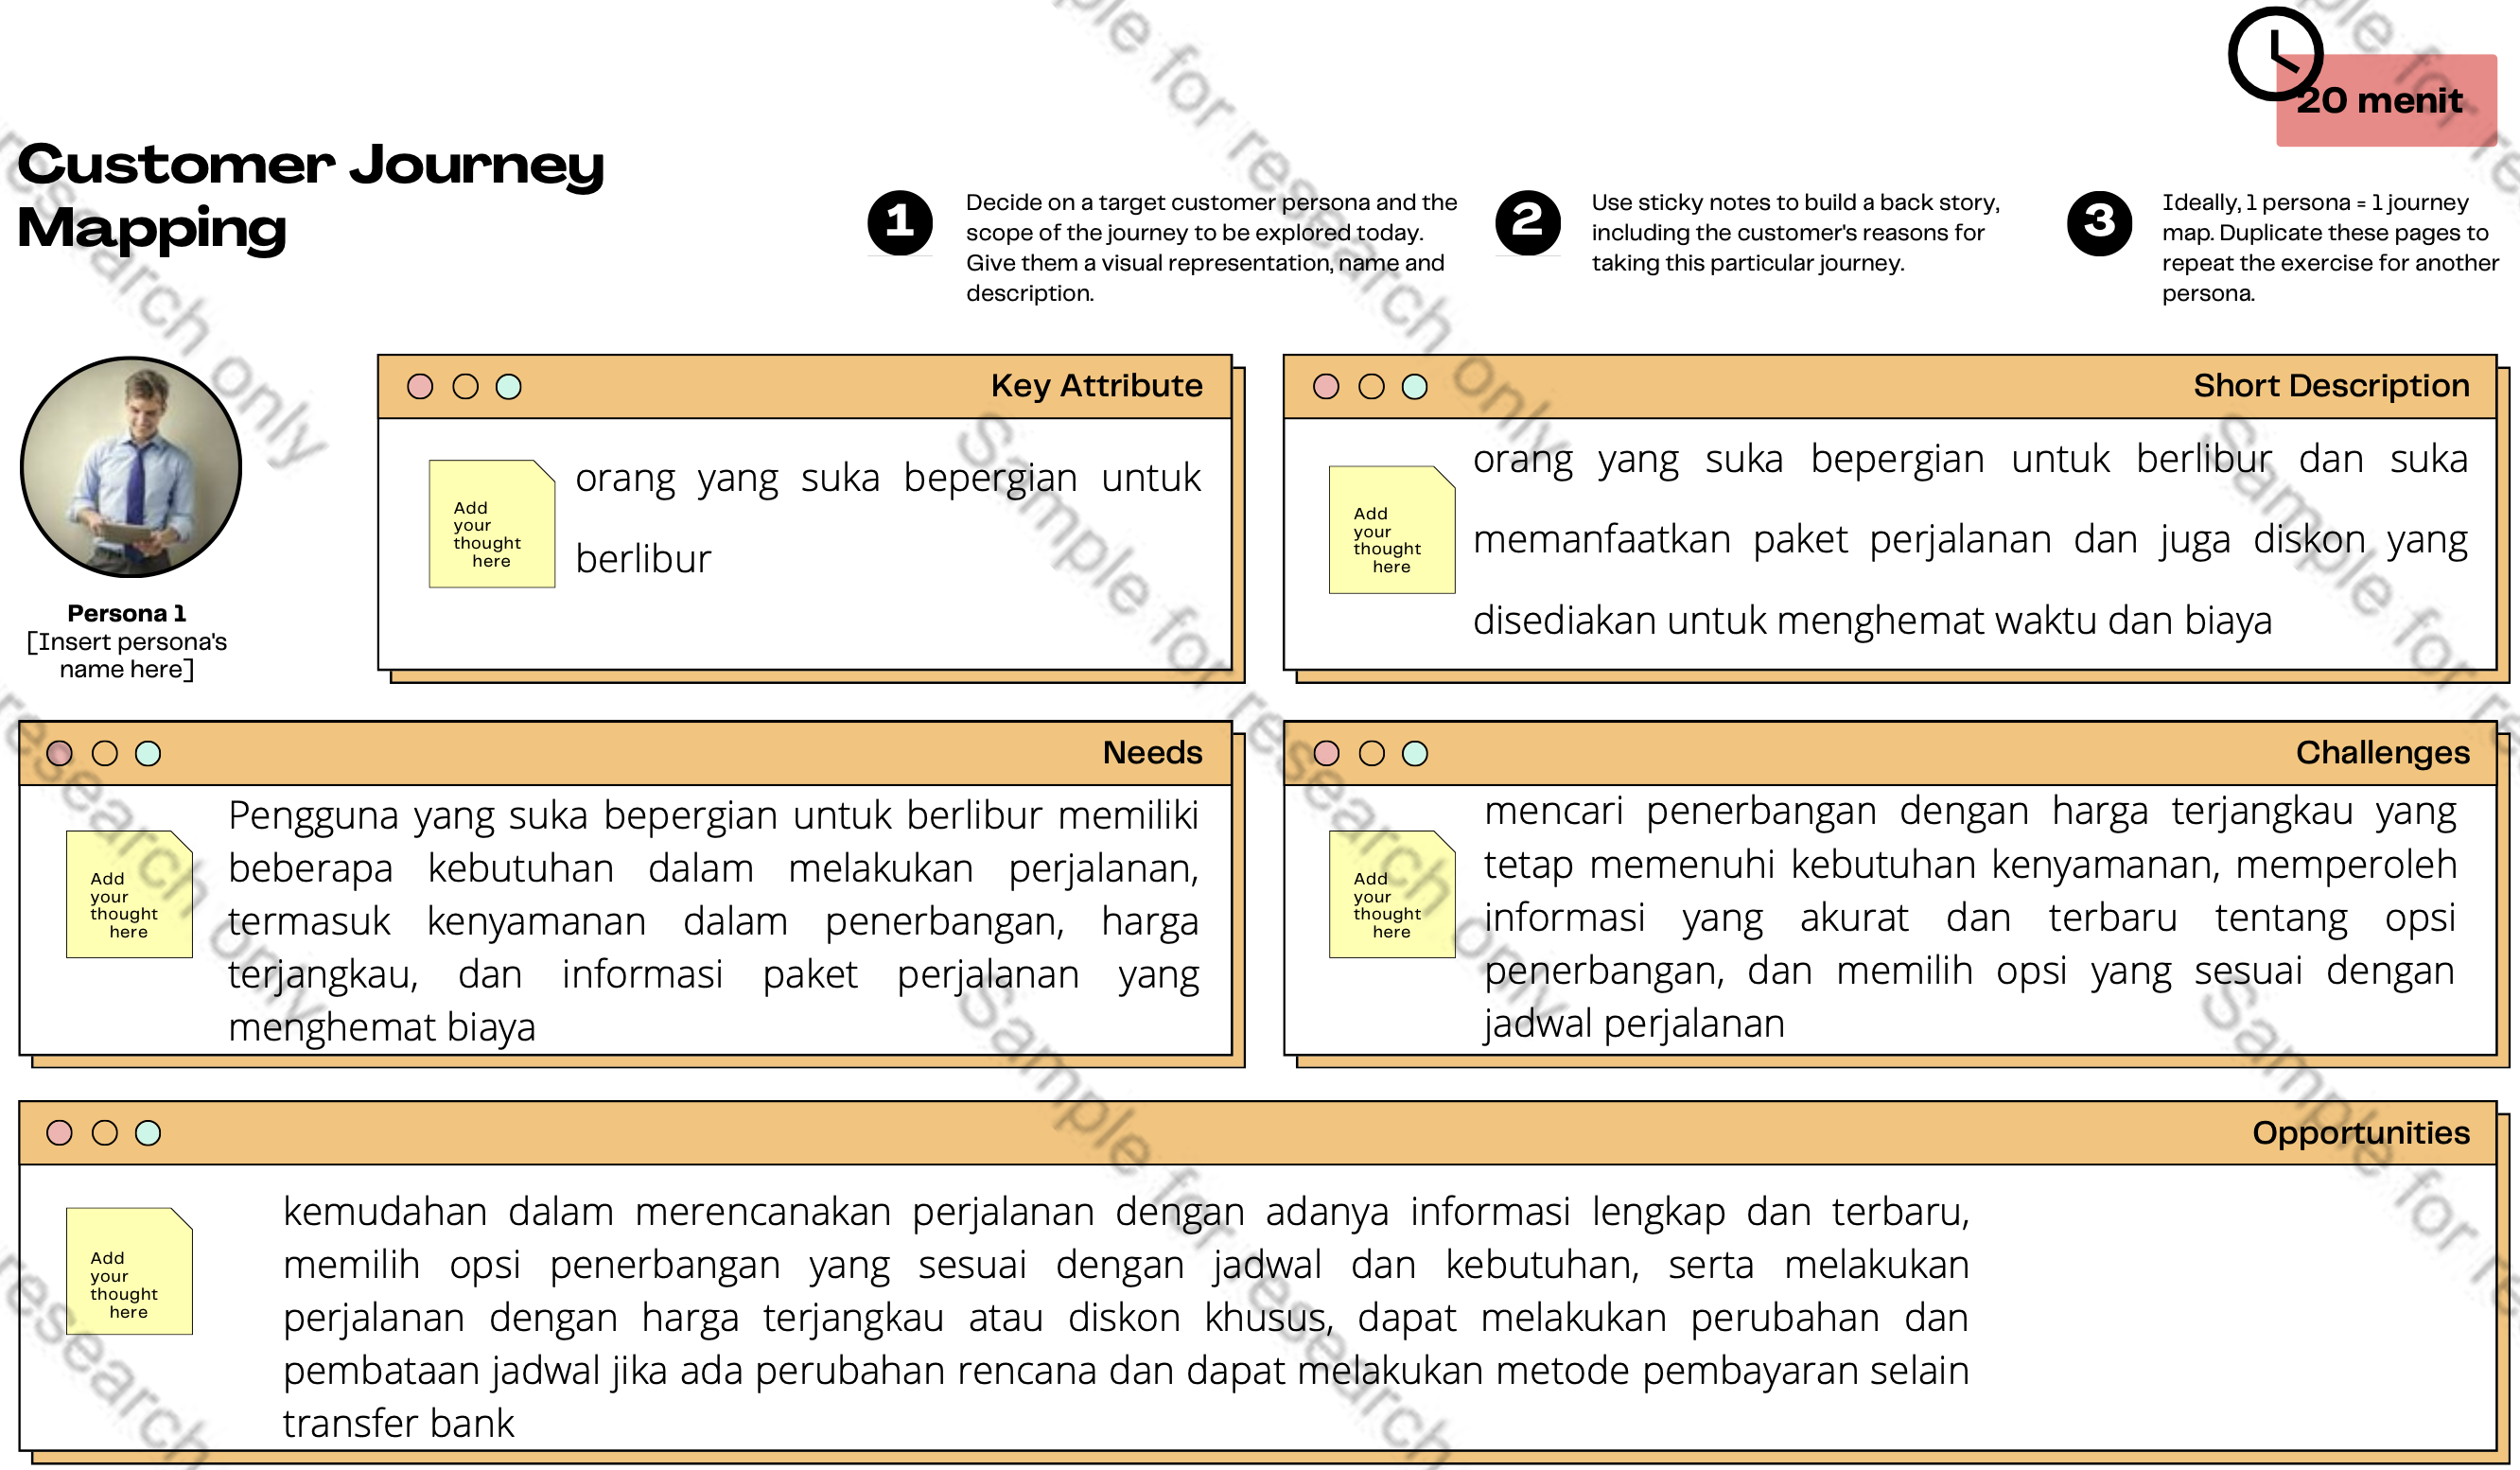 20 menit
Customer Journey
Mapping
1
Decide on a target customer persona and the
scope of the journey to be explored today.
Give them a visual representation, name and
description.
2
Use sticky notes to build a back story,
including the customer's reasons for
taking this particular journey.
3
Ideally, 1 persona = 1 journey
map. Duplicate these pages to
repeat the exercise for another
persona.
Persona 1
[Insert persona's
name here]
Key Attribute
Add
your
thought
here
orang yang suka bepergian untuk
berlibur
Short Description
Add
your
thought
here
orang yang suka bepergian untuk berlibur dan suka
memanfaatkan paket perjalanan dan juga diskon yang
disediakan untuk menghemat waktu dan biaya
Needs
Add
your
thought
here
Pengguna yang suka bepergian untuk berlibur memiliki
beberapa kebutuhan dalam melakukan perjalanan,
termasuk kenyamanan dalam penerbangan, harga
terjangkau, dan informasi paket perjalanan yang
menghemat biaya
Challenges
Add
your
thought
here
mencari penerbangan dengan harga terjangkau yang
tetap memenuhi kebutuhan kenyamanan, memperoleh
informasi yang akurat dan terbaru tentang opsi
penerbangan, dan memilih opsi yang sesuai dengan
jadwal perjalanan
Opportunities
Add
your
thought
here
kemudahan dalam merencanakan perjalanan dengan adanya informasi lengkap dan terbaru,
memilih opsi penerbangan yang sesuai dengan jadwal dan kebutuhan, serta melakukan
perjalanan dengan harga terjangkau atau diskon khusus, dapat melakukan perubahan dan
pembataan jadwal jika ada perubahan rencana dan dapat melakukan metode pembayaran selain
transfer bank
Sample for research only